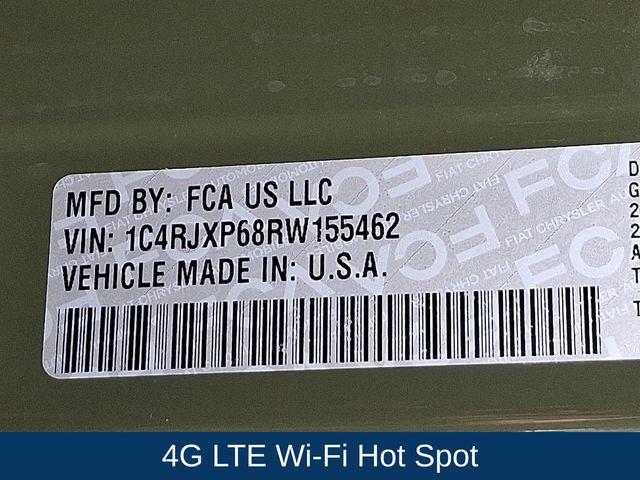 MFD BY: FCA US LLC
VIN: 1C4RJXP68RW155462
VEHICLE MADE IN: U.S.A.
4G LTE Wi-Fi Hot Spot